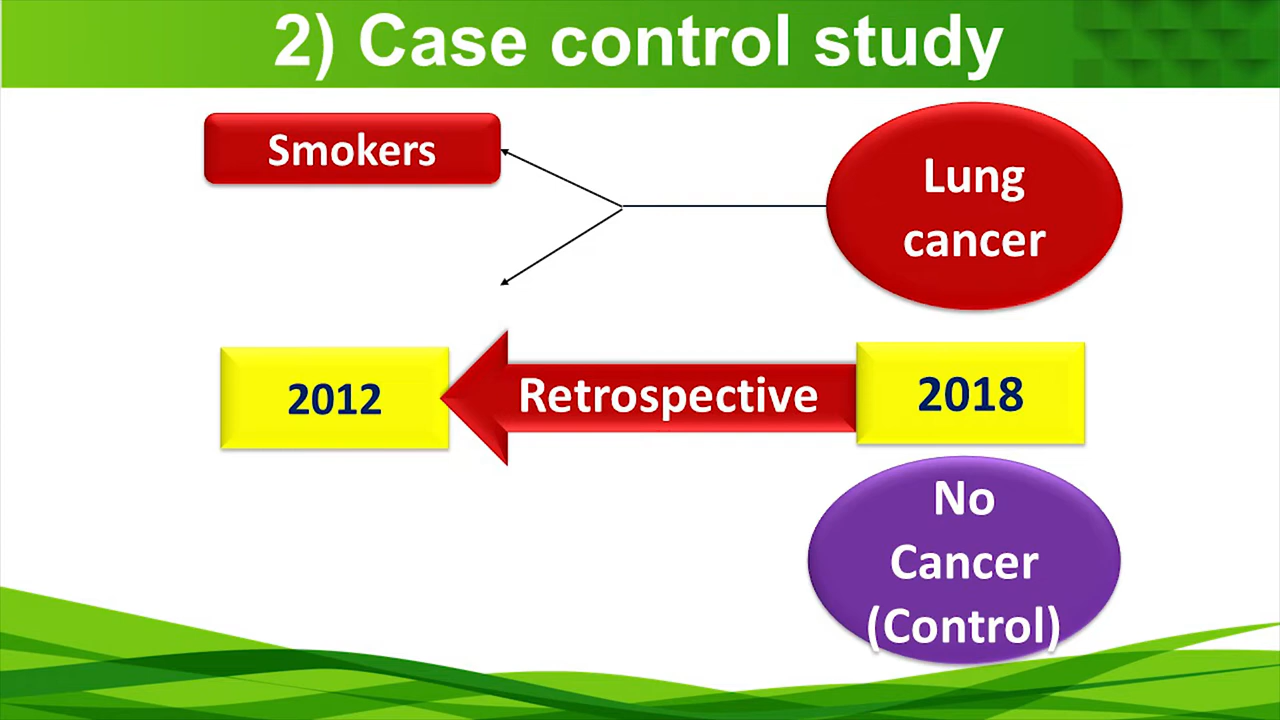 2) Case control study
Smokers
Lung
cancer
2012
Retrospective
2018
No
Cancer
(Control)